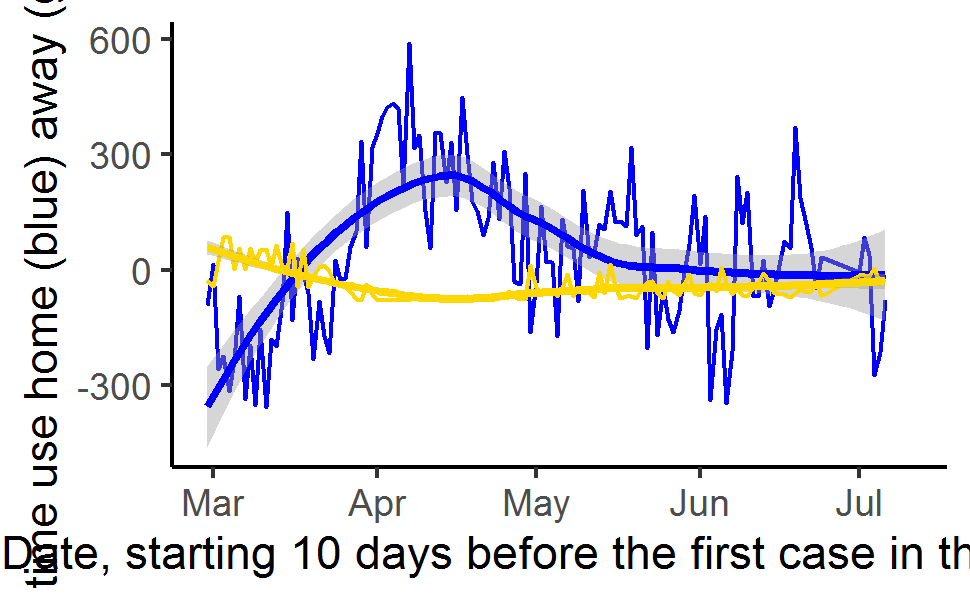 time use home (blue) away (
600
300
0
-300
Mar Apr May Jun Jul
Date, starting 10 days before the first case in th